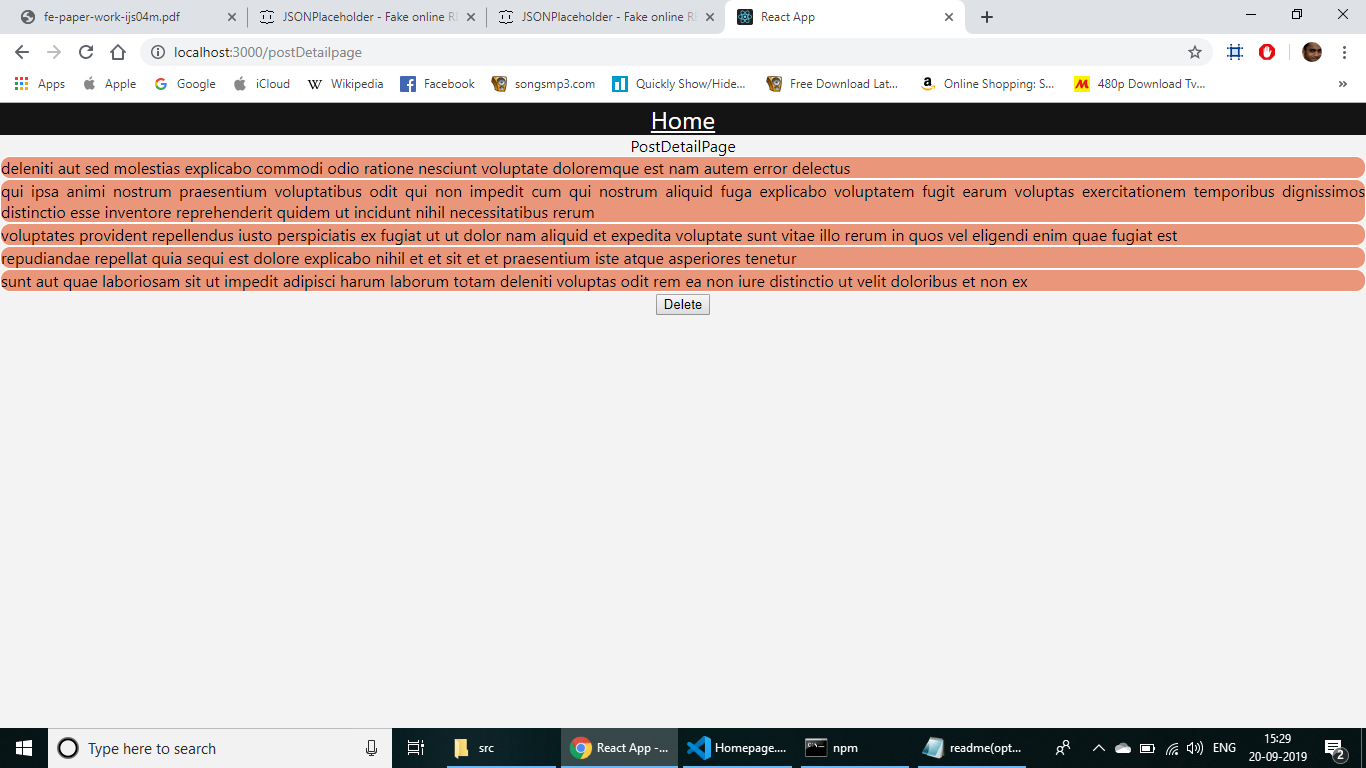 fe-paper-work-ijs04m.pdf
JSONPlaceholder - Fake online R
JSONPlaceholder - Fake online R
React App
localhost:3000/postDetailpage
Apps
Apple
Google
iCloud
Wikipedia
Facebook
songsmp3.com
Quickly Show/Hide...
Free Download Lat...
Online Shopping: S...
480p Download Tv...
Home
PostDetailPage
deleniti aut sed molestias explicabo commodi odio ratione nesciunt voluptate doloremque est nam autem error delectus
qui ipsa animi nostrum praesentium voluptatibus odit qui non impedit cum qui nostrum aliquid fuga explicabo voluptatem fugit earum voluptas exercitationem temporibus dignissimos
distinctio esse inventore reprehenderit quidem ut incidunt nihil necessitatibus rerum
voluptates provident repellendus iusto perspiciatis ex fugiat ut ut dolor nam aliquid et expedita voluptate sunt vitae illo rerum in quos vel eligendi enim quae fugiat est
repudiandae repellat quia sequi est dolore explicabo nihil et et sit et et praesentium iste atque asperiores tenetur
sunt aut quae laboriosam sit ut impedit adipisci harum laborum totam deleniti voluptas odit rem ea non iure distinctio ut velit doloribus et non ex
Delete
Type here to search
src
React App -...
Homepage....
npm
readme(opt...
ENG
15:29
20-09-2019
2